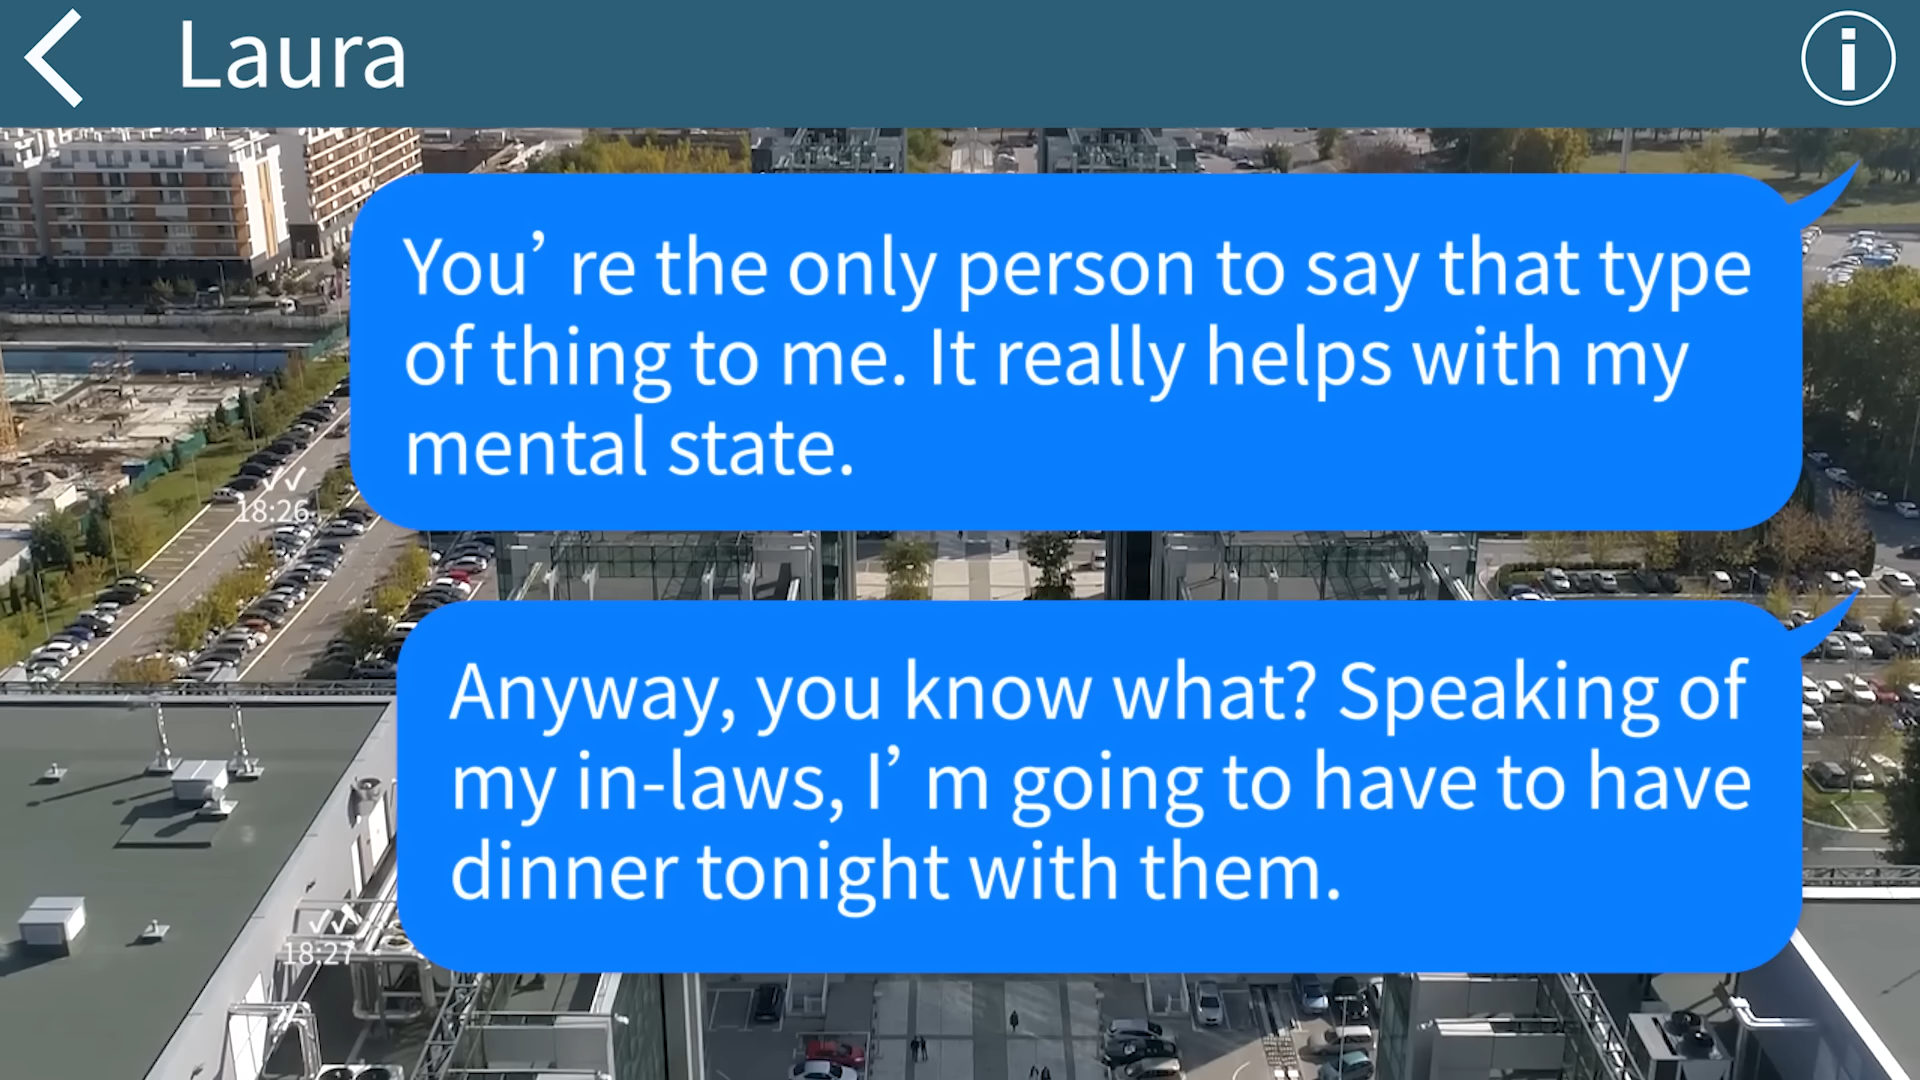 Laura
You’ re the only person to say that type
of thing to me. It really helps with my
mental state.
18:26
Anyway, you know what? Speaking of
my in-laws, I’ m going to have to have
dinner tonight with them.
18:27